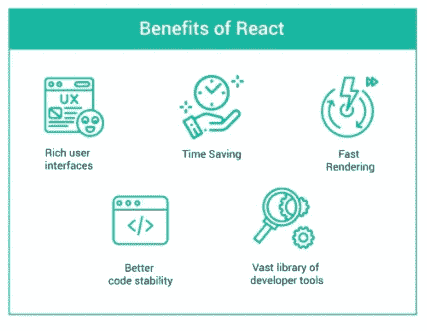 Benefits of React
UX
Rich user
interfaces
Time Saving
Fast
Rendering
</>
Better
code stability
Vast library of
developer tools